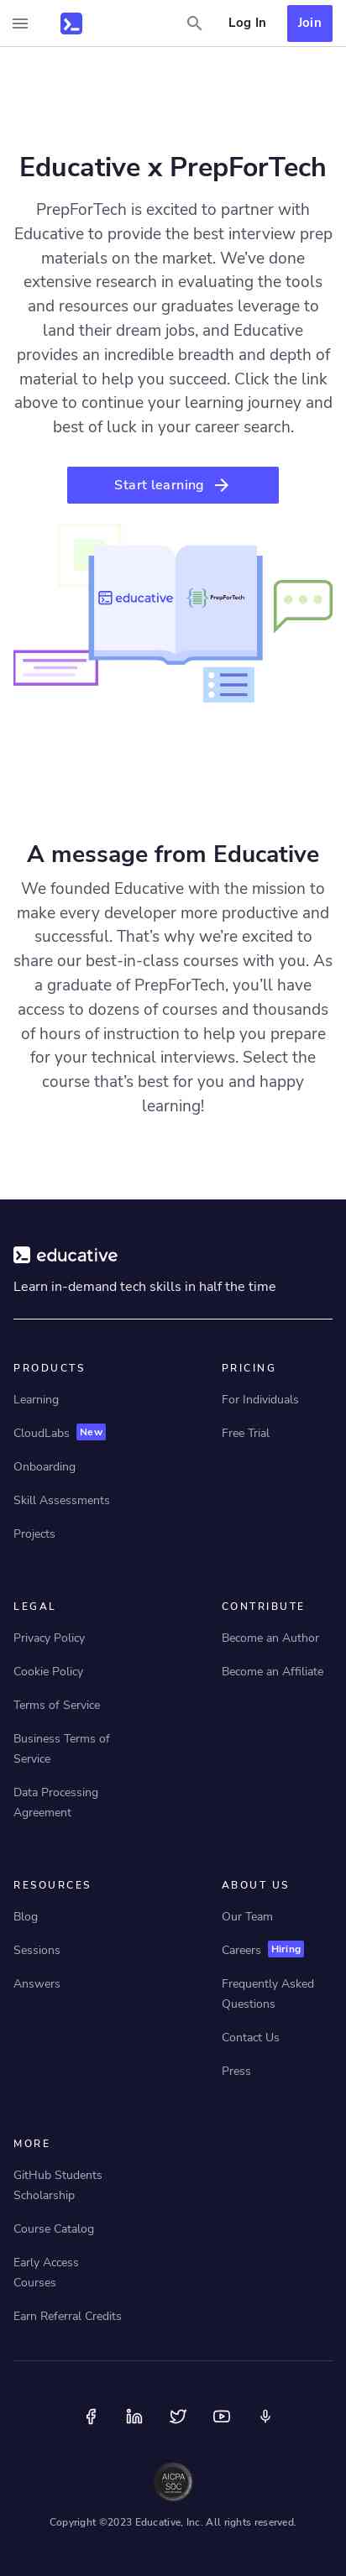 Log In
Join
Educative x PrepForTech
PrepForTech is excited to partner with
Educative to provide the best interview prep
materials on the market. We’ve done
extensive research in evaluating the tools
and resources our graduates leverage to
land their dream jobs, and Educative
provides an incredible breadth and depth of
material to help you succeed. Click the link
above to continue your learning journey and
best of luck in your career search.
Start learning
educative
PrepForTech
A message from Educative
We founded Educative with the mission to
make every developer more productive and
successful. That’s why we’re excited to
share our best-in-class courses with you. As
a graduate of PrepForTech, you’ll have
access to dozens of courses and thousands
of hours of instruction to help you prepare
for your technical interviews. Select the
course that’s best for you and happy
learning!
educative
Learn in-demand tech skills in half the time
PRODUCTS
Learning
CloudLabs New
Onboarding
Skill Assessments
Projects
PRICING
For Individuals
Free Trial
LEGAL
Privacy Policy
Cookie Policy
Terms of Service
Business Terms of
Service
Data Processing
Agreement
CONTRIBUTE
Become an Author
Become an Affiliate
RESOURCES
Blog
Sessions
Answers
ABOUT US
Our Team
Careers Hiring
Frequently Asked
Questions
Contact Us
Press
MORE
GitHub Students
Scholarship
Course Catalog
Early Access
Courses
Earn Referral Credits
AICPA
SOC
Copyright ©2023 Educative, Inc. All rights reserved.